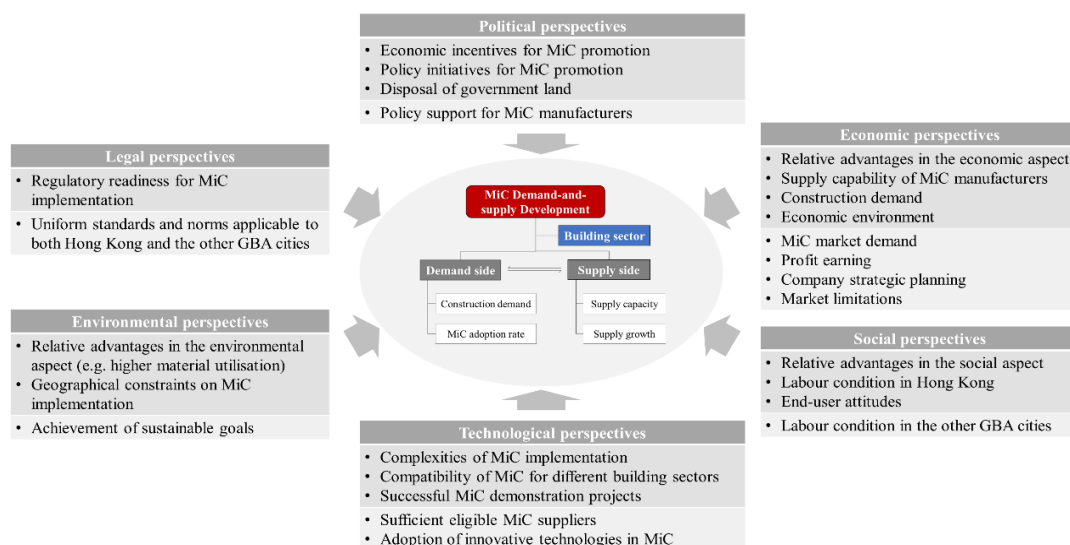 Political perspectives
• Economic incentives for MiC promotion
• Policy initiatives for MiC promotion
• Disposal of government land
• Policy support for MiC manufacturers
Legal perspectives
• Regulatory readiness for MiC
implementation
• Uniform standards and norms applicable to
both Hong Kong and the other GBA cities
Economic perspectives
• Relative advantages in the economic aspect
• Supply capability of MiC manufacturers
• Construction demand
• Economic environment
• MiC market demand
• Profit earning
• Company strategic planning
• Market limitations
MiC Demand-and-
supply Development
Building sector
Demand side
Supply side
Construction demand
Supply capacity
MiC adoption rate
Supply growth
Environmental perspectives
• Relative advantages in the environmental
aspect (e.g. higher material utilisation)
• Geographical constraints on MiC
implementation
• Achievement of sustainable goals
Social perspectives
• Relative advantages in the social aspect
• Labour condition in Hong Kong
• End-user attitudes
• Labour condition in the other GBA cities
Technological perspectives
• Complexities of MiC implementation
• Compatibility of MiC for different building sectors
• Successful MiC demonstration projects
• Sufficient eligible MiC suppliers
• Adoption of innovative technologies in MiC